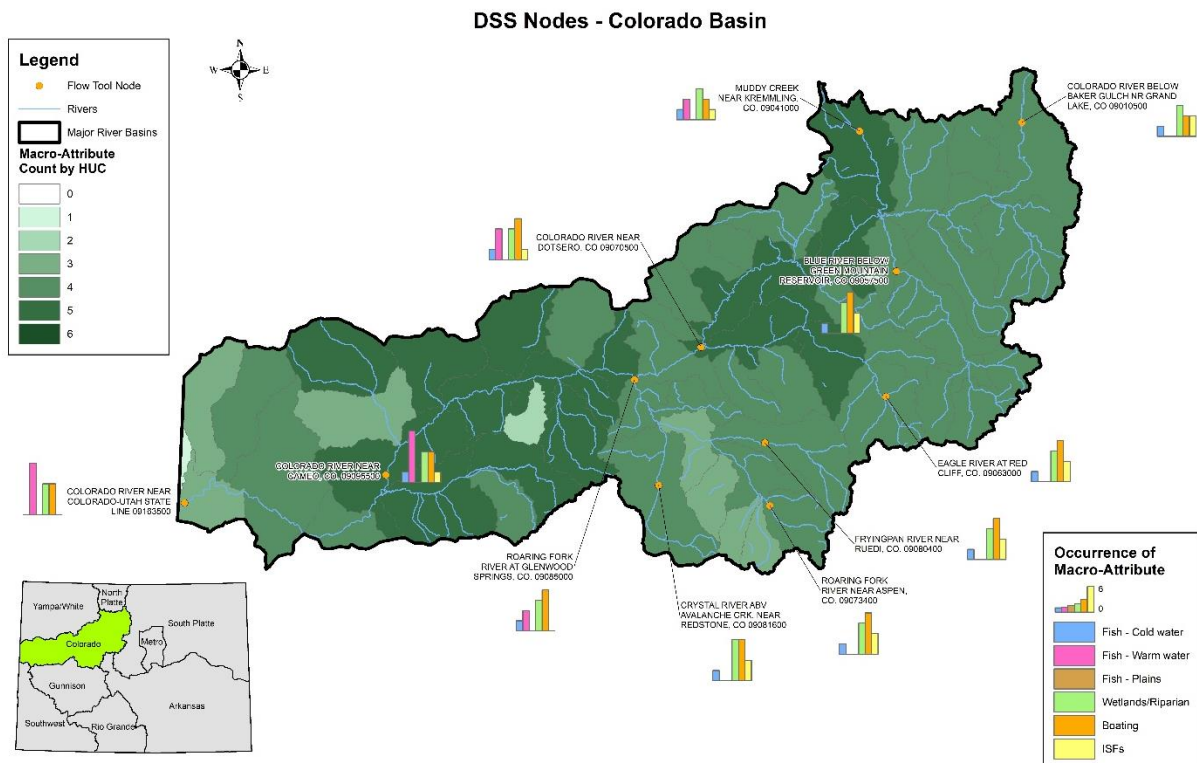 DSS Nodes - Colorado Basin
Legend
Flow Tool Node
Rivers
Major River Basins
Macro-Attribute
Count by HUC
0
1
2
3
4
5
6
N
W
E
S
MUDDY CREEK
NEAR KREMMLING,
CO. 09041000
COLORADO RIVER BELOW
BAKER GULCH NR GRAND
LAKE, CO 09010500
COLORADO RIVER NEAR
DOTSERO, CO 09070500
BLUE RIVER BELOW
GREEN MOUNTAIN
RESERVOIR, CO 09057500
COLORADO RIVER NEAR
CAMEO, CO. 09095500
COLORADO RIVER NEAR
COLORADO-UTAH STATE
LINE 09163500
EAGLE RIVER AT RED
CLIFF, CO. 09063000
FRYINGPAN RIVER NEAR
RUEDI, CO. 09080400
ROARING FORK
RIVER AT GLENWOOD
SPRINGS, CO. 09085000
ROARING FORK
RIVER NEAR ASPEN,
CO. 09073400
CRYSTAL RIVER ABV
AVALANCHE CRK. NEAR
REDSTONE, CO. 09081600
Yampa/White
North
Platte
South Platte
Colorado
Metro
Gunnison
Arkansas
Southwest
Rio Grande
Occurrence of
Macro-Attribute
6
0
Fish - Cold water
Fish - Warm water
Fish - Plains
Wetlands/Riparian
Boating
ISFs